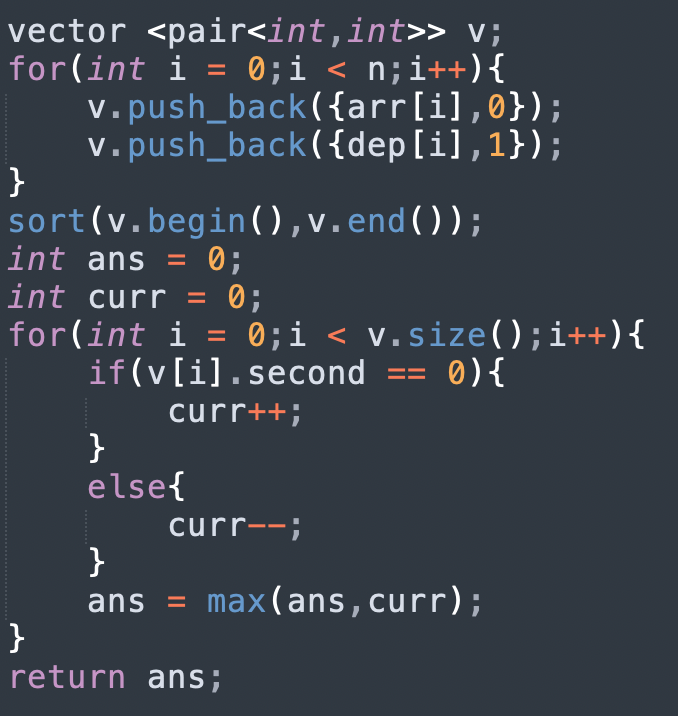 vector <pair<int,int>> v;
for(int i = 0;i < n;i++){
    v.push_back({arr[i],0});
    v.push_back({dep[i],1});
}
sort(v.begin(),v.end());
int ans = 0;
int curr = 0;
for(int i = 0;i < v.size();i++){
    if(v[i].second == 0){
        curr++;
    }
    else{
        curr--;
    }
    ans = max(ans,curr);
}
return ans;